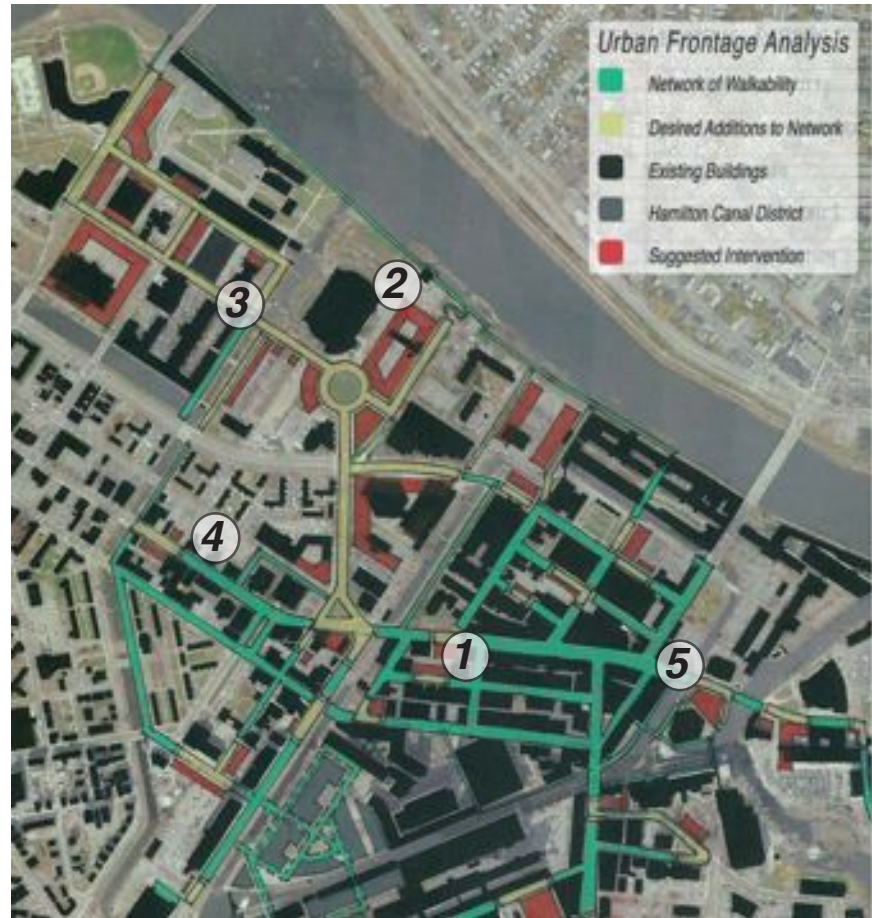 Urban Frontage Analysis
Network of Walkability
Desired Additions to Network
Existing Buildings
Hamilton Canal District
Suggested Intervention
2
3
4
1
5